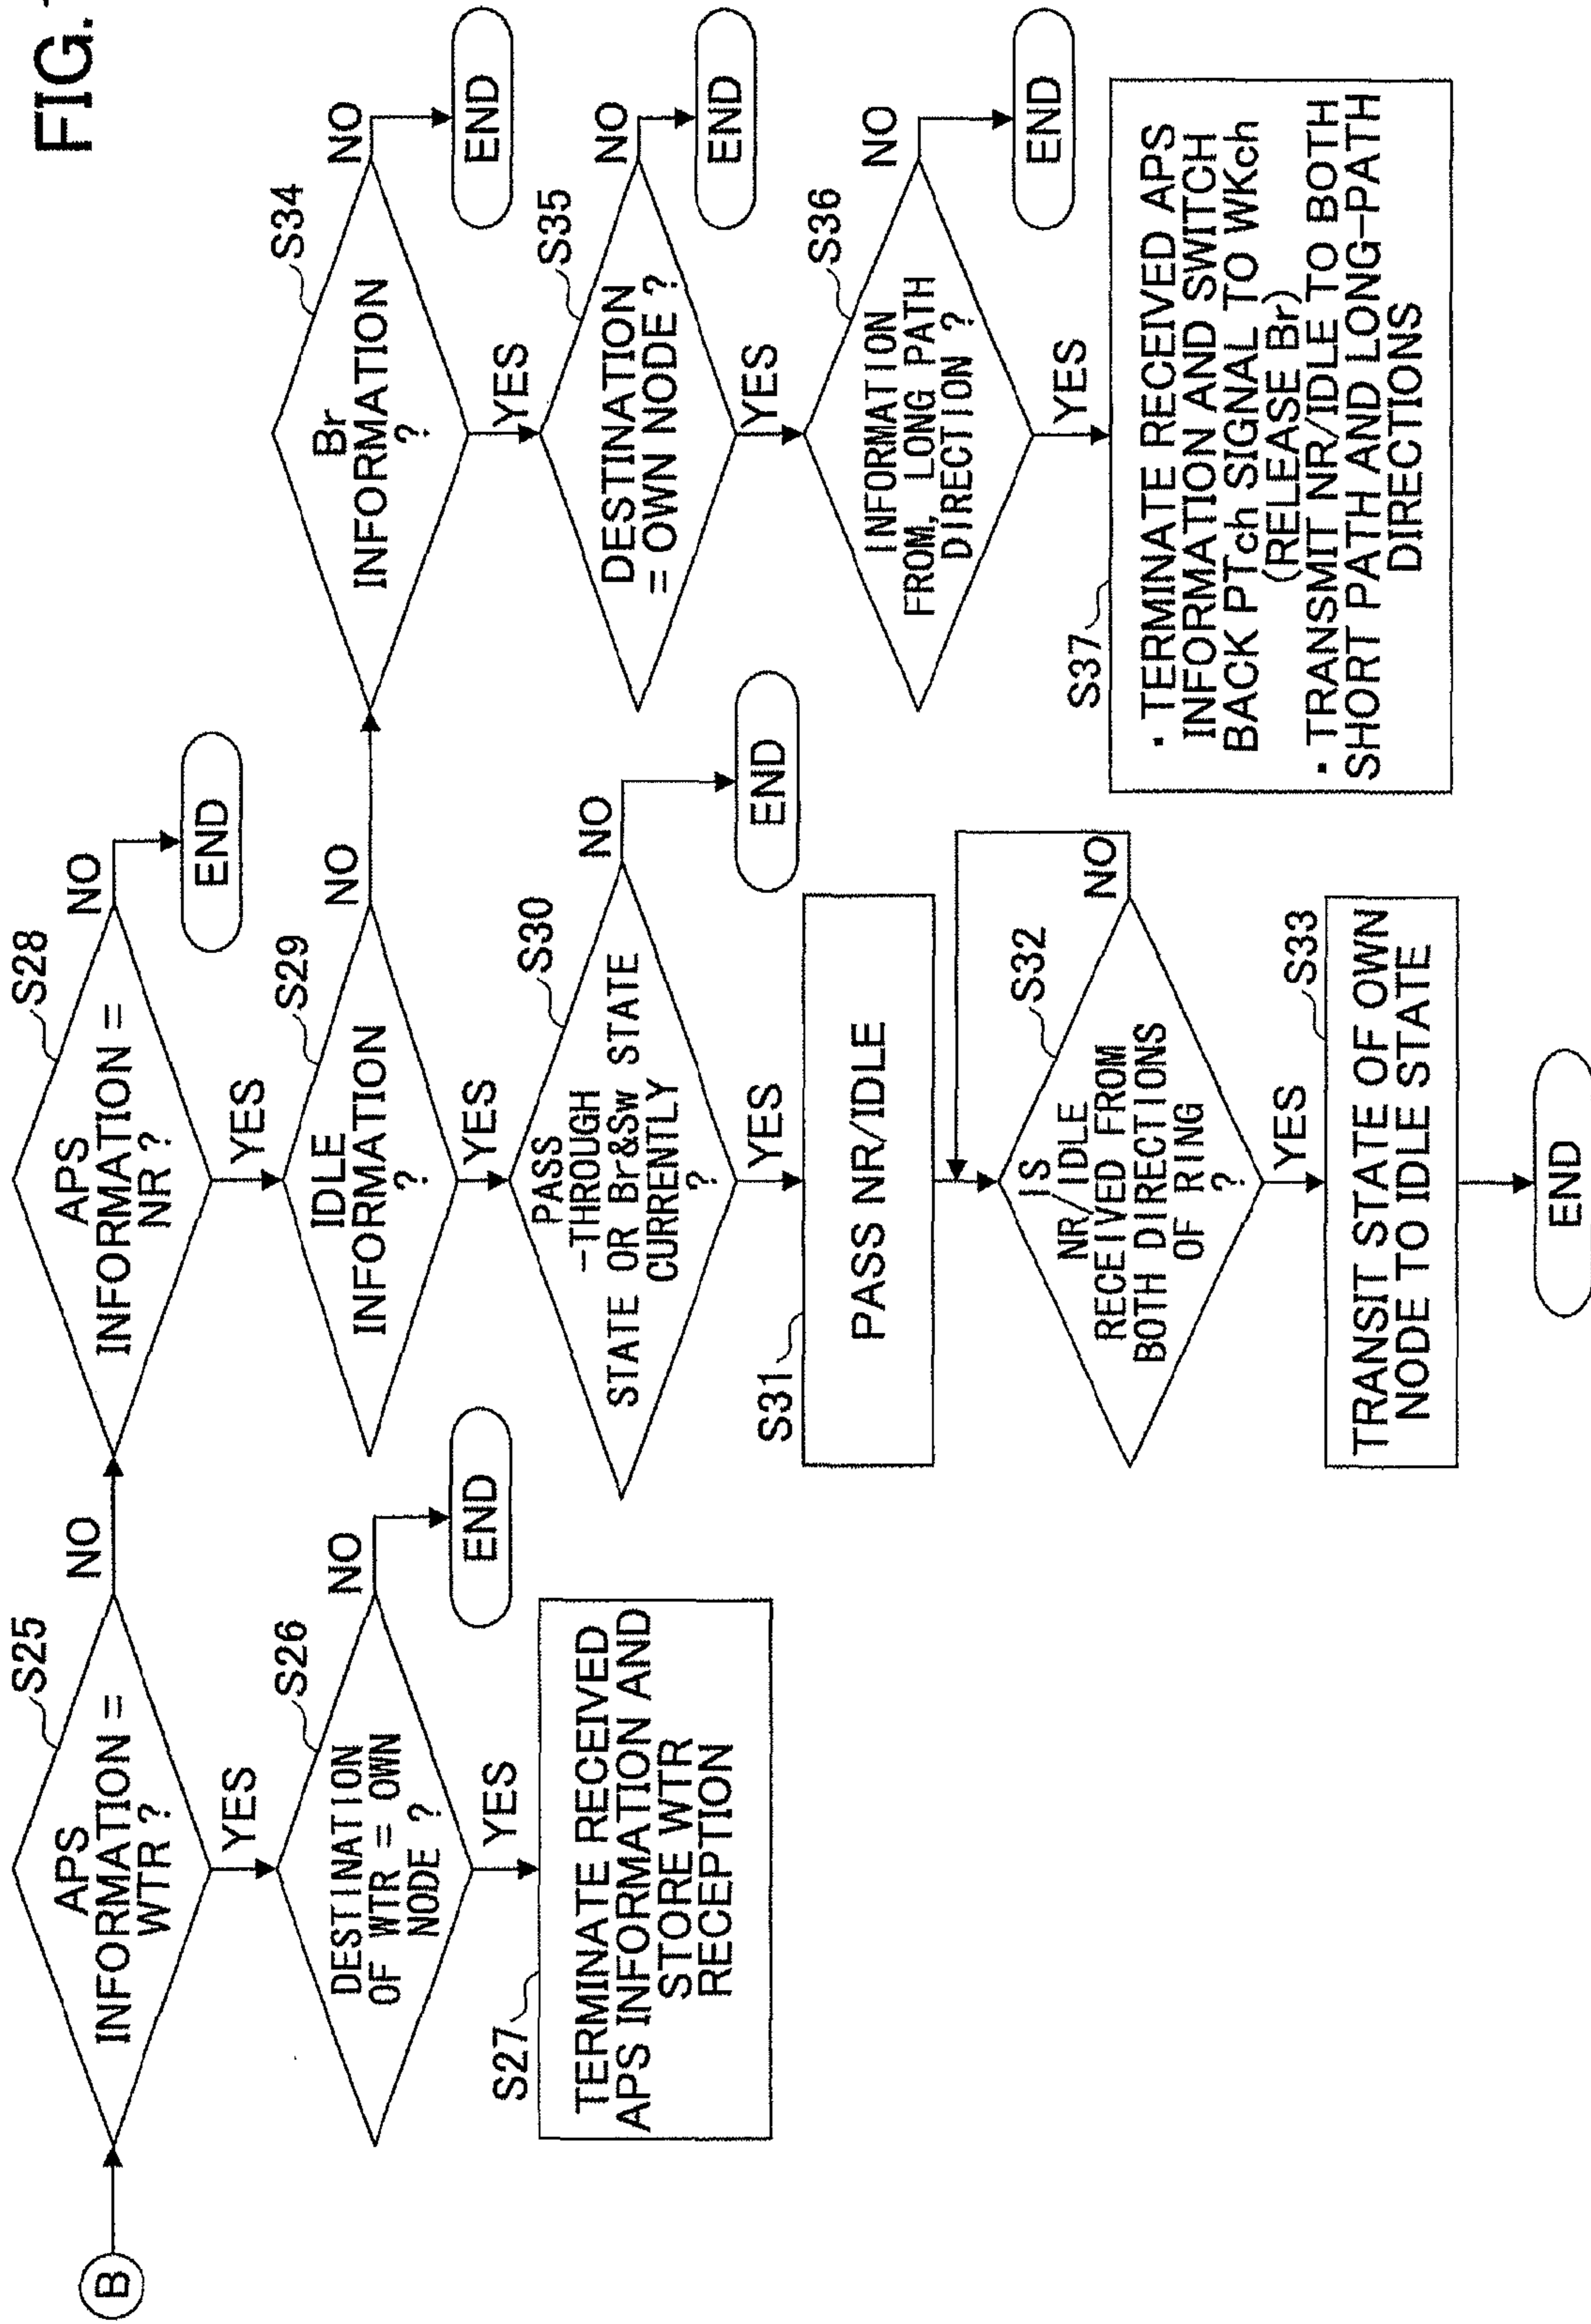 FIG.
B
S25
APS
INFORMATION =
WTR ?
NO
YES
S26
DESTINATION
OF WTR = OWN
NODE ?
NO
END
YES
S27
TERMINATE RECEIVED
APS INFORMATION AND
STORE WTR
RECEPTION
S28
APS
INFORMATION =
NR ?
NO
END
YES
S29
IDLE
INFORMATION
?
NO
YES
S30
PASS
-THROUGH
STATE OR Br&Sw STATE
CURRENTLY
?
NO
END
YES
S31
PASS NR/IDLE
S32
IS
NR/IDLE
RECEIVED FROM
BOTH DIRECTIONS
OF RING
?
NO
YES
S33
TRANSIT STATE OF OWN
NODE TO IDLE STATE
END
S34
Br
INFORMATION
?
NO
END
YES
S35
DESTINATION
= OWN NODE ?
NO
END
YES
S36
INFORMATION
FROM, LONG PATH
DIRECTION ?
NO
END
YES
S37
· TERMINATE RECEIVED APS
INFORMATION AND SWITCH
BACK PTch SIGNAL TO WKch
(RELEASE Br)
· TRANSMIT NR/IDLE TO BOTH
SHORT PATH AND LONG-PATH
DIRECTIONS